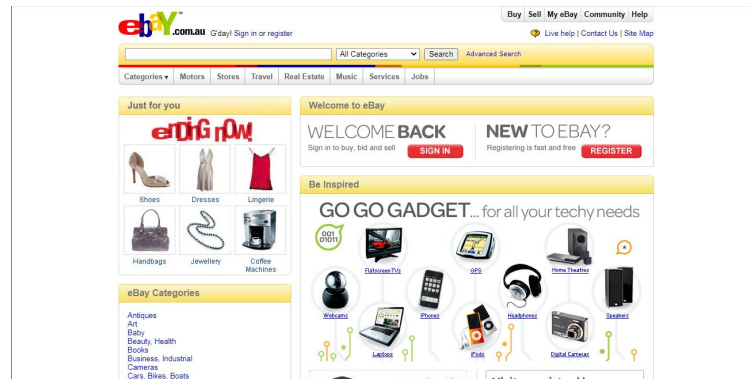 Buy Sell My eBay Community Help
ebay.com.au G'day! Sign in or register
Live help | Contact Us | Site Map
All Categories Search Advanced Search
Categories Motors Stores Travel Real Estate Music Services Jobs
Just for you
ending now!
Shoes Dresses Lingerie
Handbags Jewellery Coffee Machines
eBay Categories
Antiques
Art
Baby
Beauty, Health
Books
Business, Industrial
Cameras
Cars, Bikes, Boats
Welcome to eBay
WELCOME BACK
Sign in to buy, bid and sell SIGN IN
NEW TO EBAY?
Registering is fast and free REGISTER
Be Inspired
GO GO GADGET... for all your techy needs
001
01011
Flatscreen TVs GPS Home Theatres
Webcams iPhones Headphones Speakers
Laptops iPods Digital Cameras